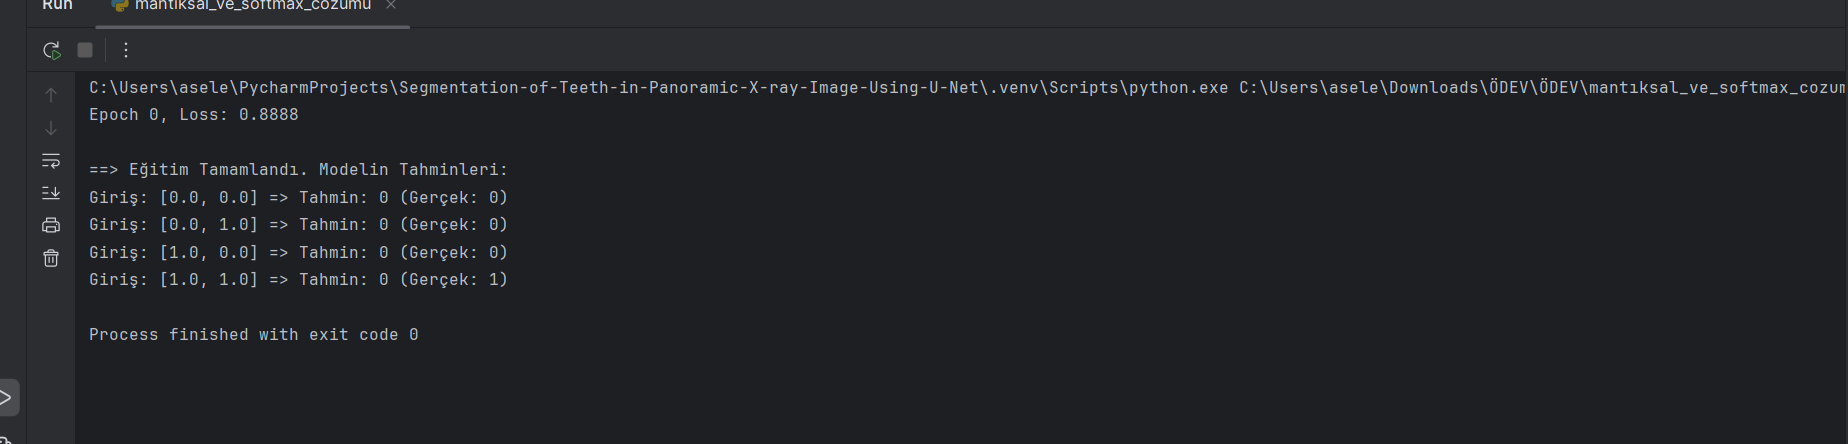 Run mantıksal_ve_softmax_cozumu
C:\Users\asele\PycharmProjects\Segmentation-of-Teeth-in-Panoramic-X-ray-Image-Using-U-Net\.venv\Scripts\python.exe C:\Users\asele\Downloads\ÖDEV\ÖDEV\mantıksal_ve_softmax_cozum
Epoch 0, Loss: 0.8888
==> Eğitim Tamamlandı. Modelin Tahminleri:
Giriş: [0.0, 0.0] => Tahmin: 0 (Gerçek: 0)
Giriş: [0.0, 1.0] => Tahmin: 0 (Gerçek: 0)
Giriş: [1.0, 0.0] => Tahmin: 0 (Gerçek: 0)
Giriş: [1.0, 1.0] => Tahmin: 0 (Gerçek: 1)
Process finished with exit code 0